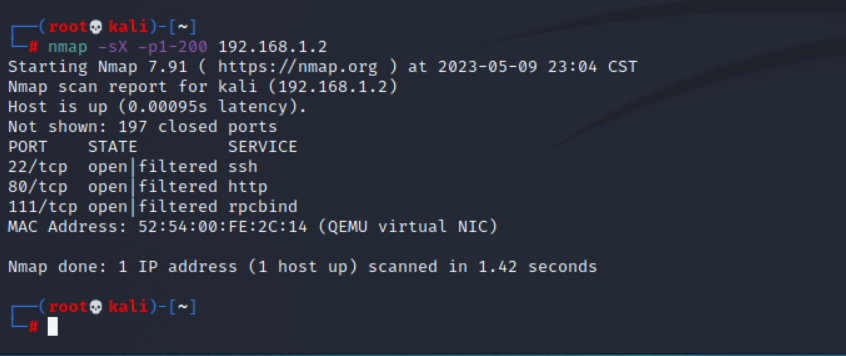 ┌──(root💀kali)-[~]
└─# nmap -sX -p1-200 192.168.1.2
Starting Nmap 7.91 ( https://nmap.org ) at 2023-05-09 23:04 CST
Nmap scan report for kali (192.168.1.2)
Host is up (0.00095s latency).
Not shown: 197 closed ports
PORT    STATE         SERVICE
22/tcp  open|filtered ssh
80/tcp  open|filtered http
111/tcp open|filtered rpcbind
MAC Address: 52:54:00:FE:2C:14 (QEMU virtual NIC)
Nmap done: 1 IP address (1 host up) scanned in 1.42 seconds
┌──(root💀kali)-[~]
└─#